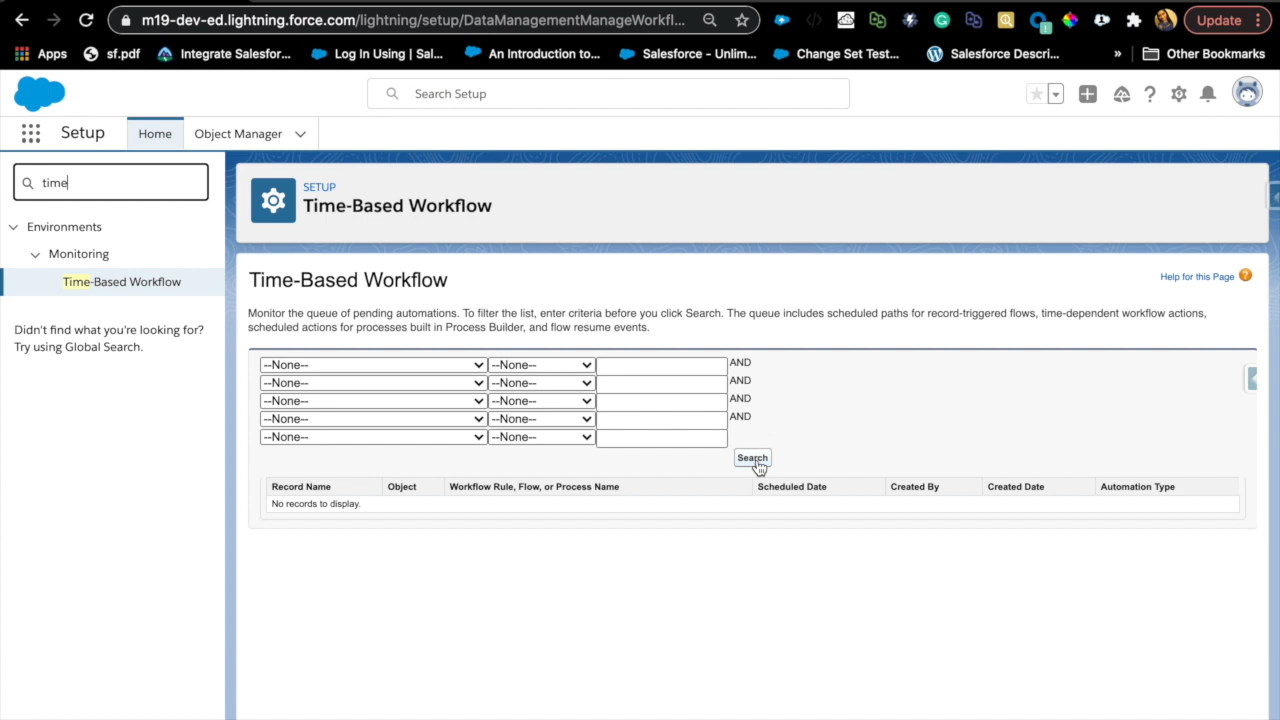 m19-dev-ed.lightning.force.com/lightning/setup/DataManagementManageWorkfl...
Update
Apps
sf.pdf
Integrate Salesfor...
Log In Using | Sal...
An Introduction to...
Salesforce - Unlim...
Change Set Test...
Salesforce Descri...
»
Other Bookmarks
Search Setup
Setup
Home
Object Manager
time
Environments
Monitoring
Time-Based Workflow
Didn't find what you're looking for?
Try using Global Search.
SETUP
Time-Based Workflow
Time-Based Workflow
Help for this Page
Monitor the queue of pending automations. To filter the list, enter criteria before you click Search. The queue includes scheduled paths for record-triggered flows, time-dependent workflow actions,
scheduled actions for processes built in Process Builder, and flow resume events.
--None-- --None-- AND
--None-- --None-- AND
--None-- --None-- AND
--None-- --None-- AND
--None-- --None--
Search
Record Name Object Workflow Rule, Flow, or Process Name Scheduled Date Created By Created Date Automation Type
No records to display.